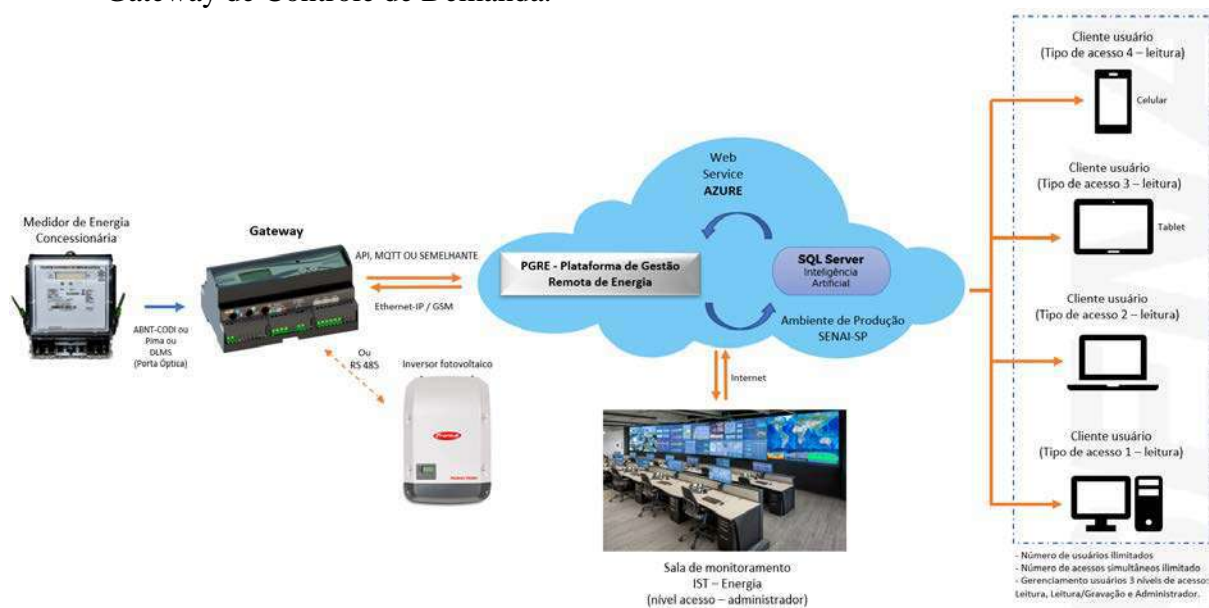 Gateway de Controle de Demanda.
Medidor de Energia
Concessionária
ABNT-CODI ou
Pima ou
DLMS
(Porta Óptica)
Gateway
API, MQTT OU SEMELHANTE
Ethernet-IP / GSM
Ou
RS 485
Inversor fotovoltaico
Fronius
Web
Service
AZURE
PGRE - Plataforma de Gestão
Remota de Energia
SQL Server
Inteligência
Artificial
Ambiente de Produção
SENAI-SP
Internet
Sala de monitoramento
IST – Energia
(nível acesso – administrador)
Cliente usuário
(Tipo de acesso 4 – leitura)
Celular
Cliente usuário
(Tipo de acesso 3 – leitura)
Tablet
Cliente usuário
(Tipo de acesso 2 – leitura)
Cliente usuário
(Tipo de acesso 1 – leitura)
- Número de usuários ilimitados
- Número de acessos simultâneos ilimitado
- Gerenciamento usuários 3 níveis de acesso:
Leitura, Leitura/Gravação e Administrador.